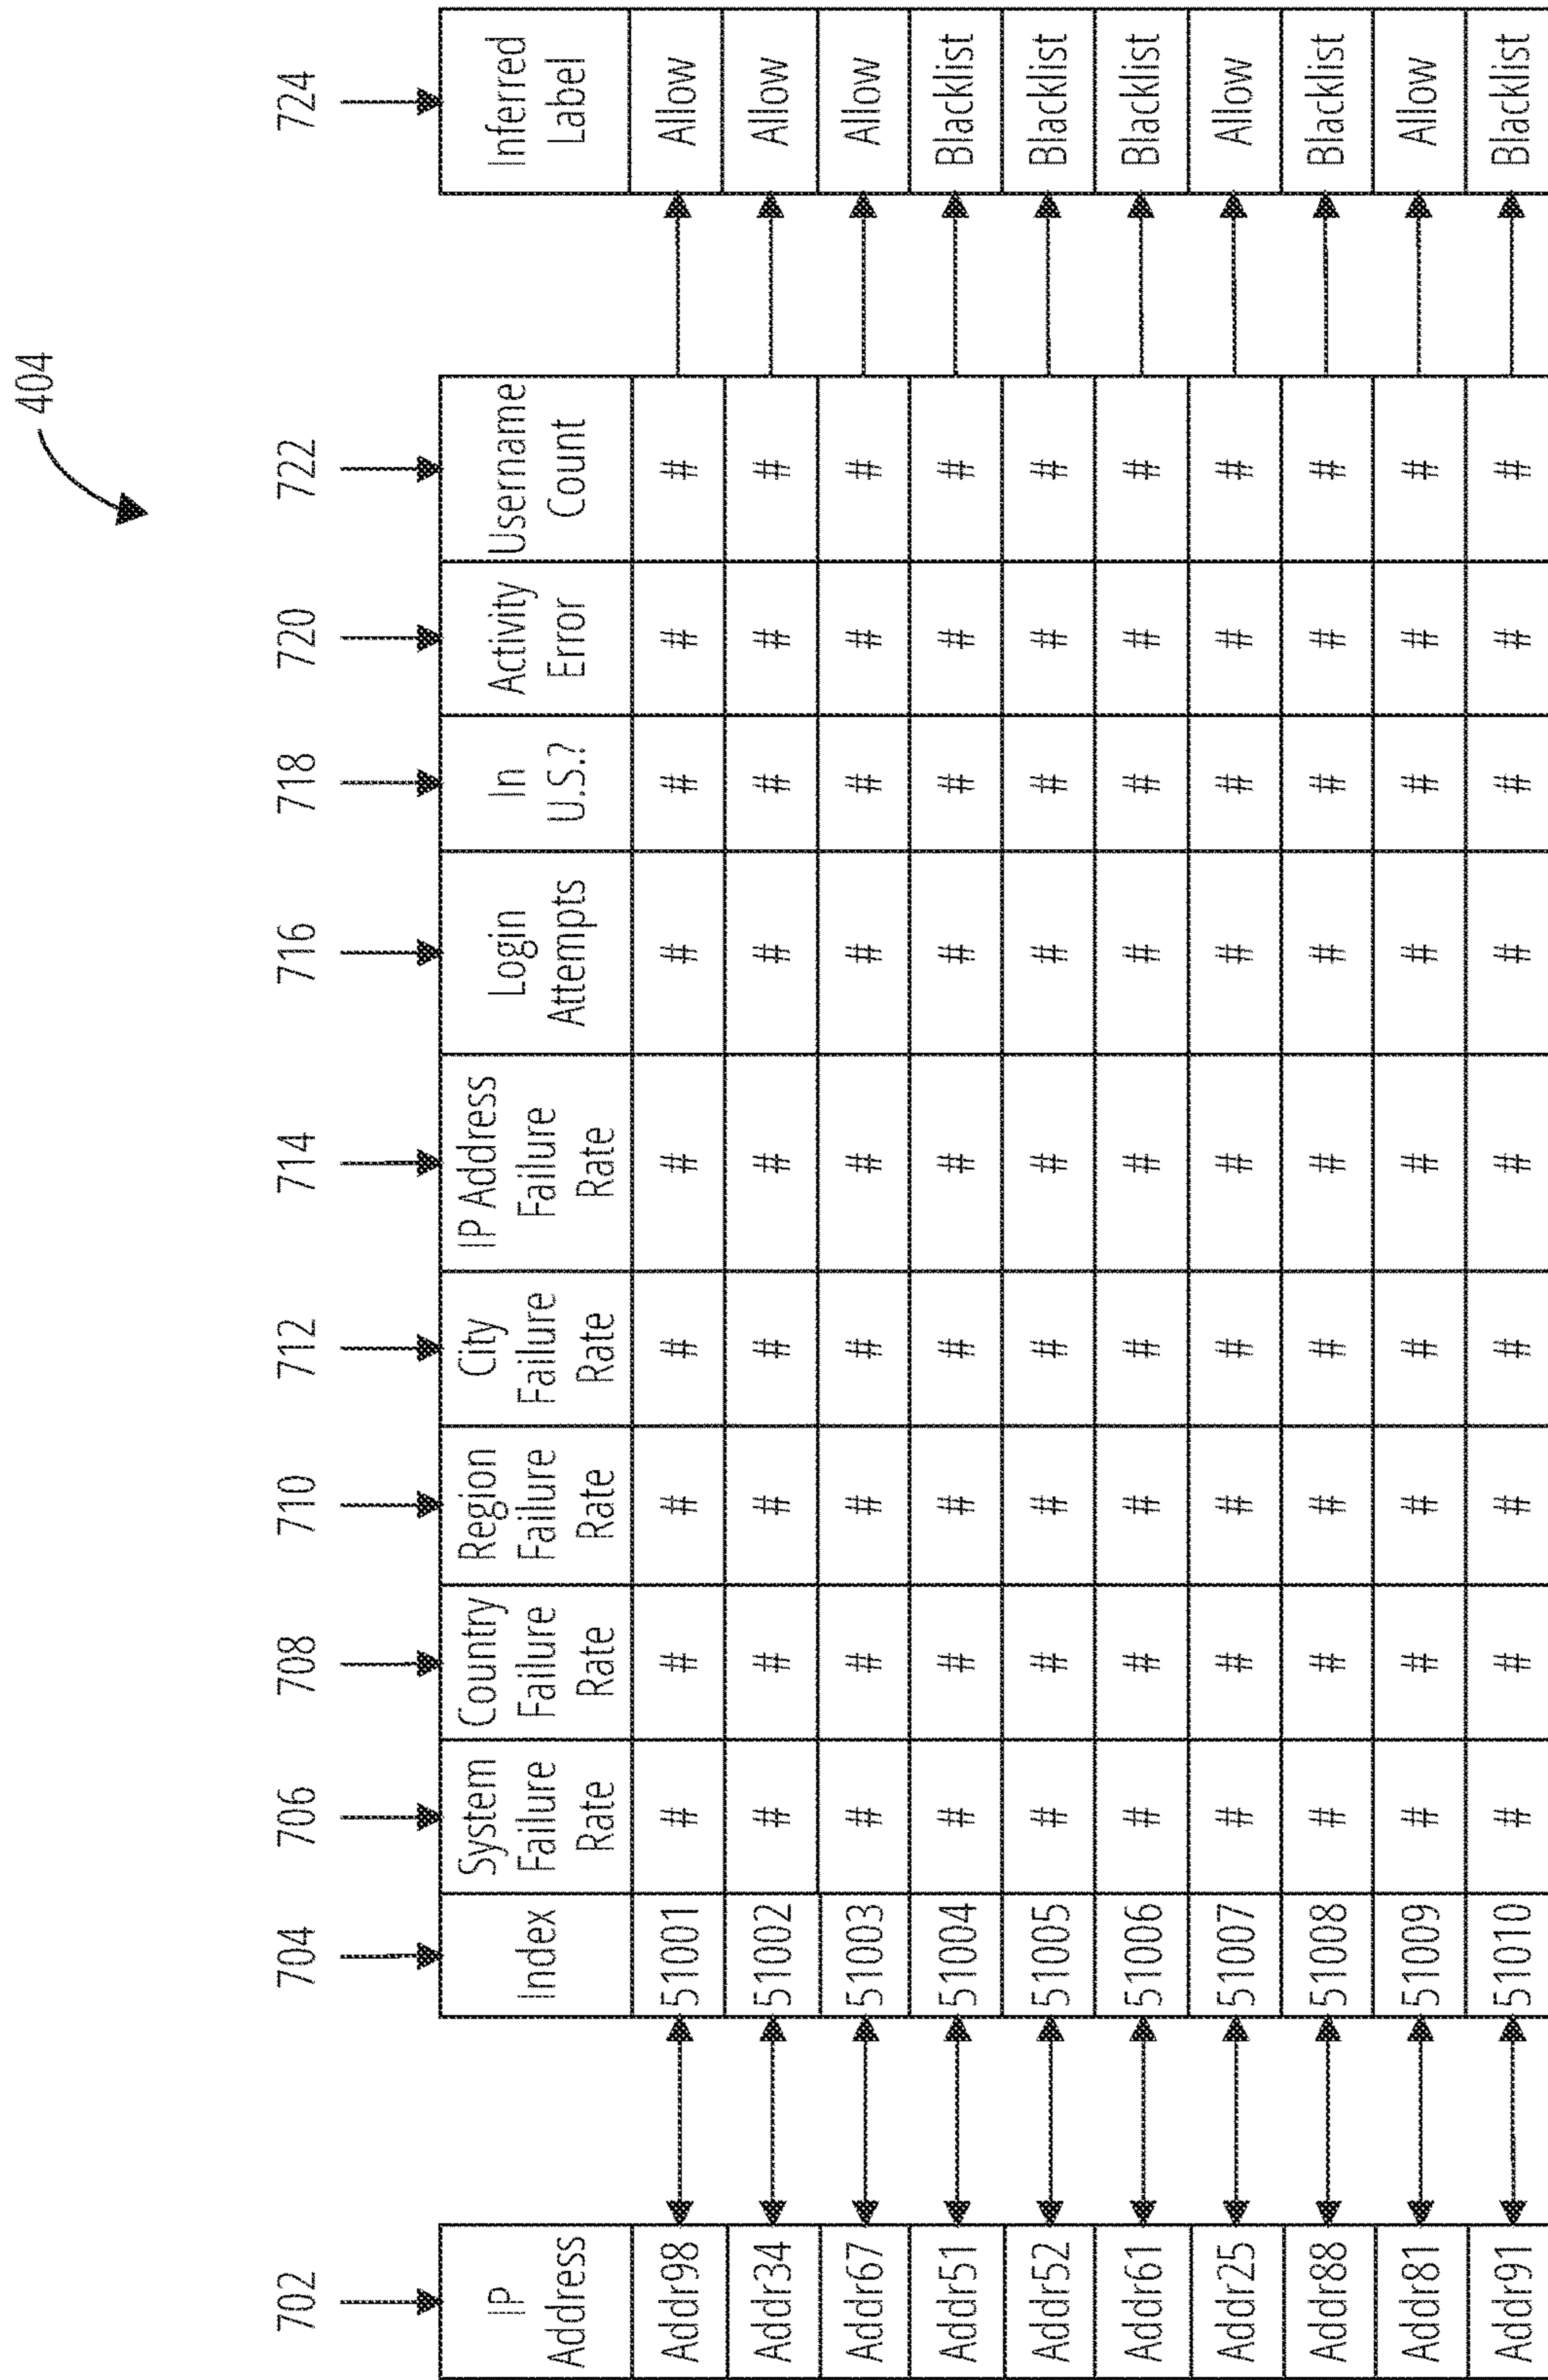 404
702
704
706
708
710
712
714
716
718
720
722
724
IP
Address
Index
System
Failure
Rate
Country
Failure
Rate
Region
Failure
Rate
City
Failure
Rate
IP Address
Failure
Rate
Login
Attempts
In
U.S.?
Activity
Error
Username
Count
Inferred
Label
Addr98 51001 # # # # # # # # # Allow
Addr34 51002 # # # # # # # # # Allow
Addr67 51003 # # # # # # # # # Allow
Addr51 51004 # # # # # # # # # Blacklist
Addr52 51005 # # # # # # # # # Blacklist
Addr61 51006 # # # # # # # # # Blacklist
Addr25 51007 # # # # # # # # # Allow
Addr88 51008 # # # # # # # # # Blacklist
Addr81 51009 # # # # # # # # # Allow
Addr91 51010 # # # # # # # # # Blacklist